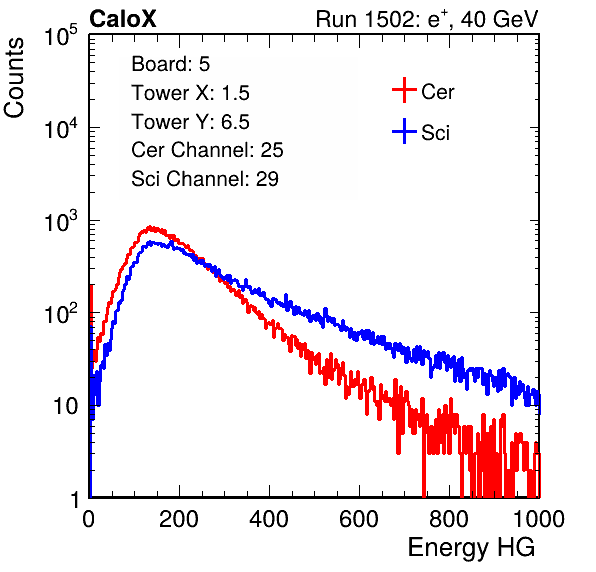 CaloX Run 1502: e⁺, 40 GeV
Counts
10⁵
10⁴
10³
10²
10
1
Board: 5
Tower X: 1.5
Tower Y: 6.5
Cer Channel: 25
Sci Channel: 29
Cer
Sci
0 200 400 600 800 1000
Energy HG